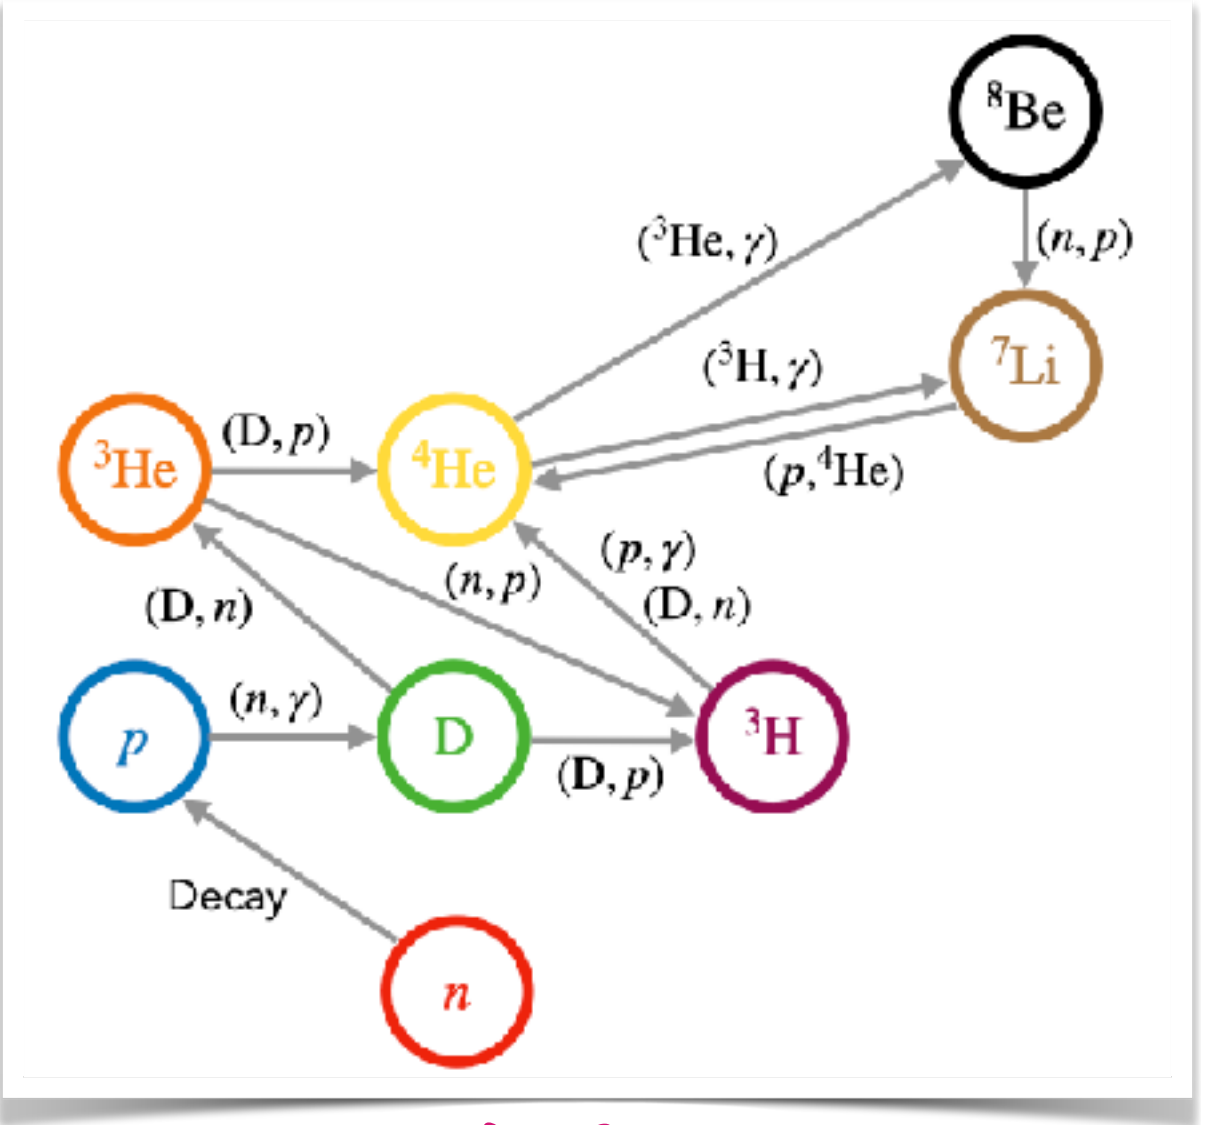 ⁸Be
(³He, γ)
(n, p)
(³H, γ)
⁷Li
³He
(D, p)
⁴He
(p,⁴He)
(p, γ)
(n, p)
(D, n)
(D, n)
p
(n, γ)
D
³H
(D, p)
Decay
n